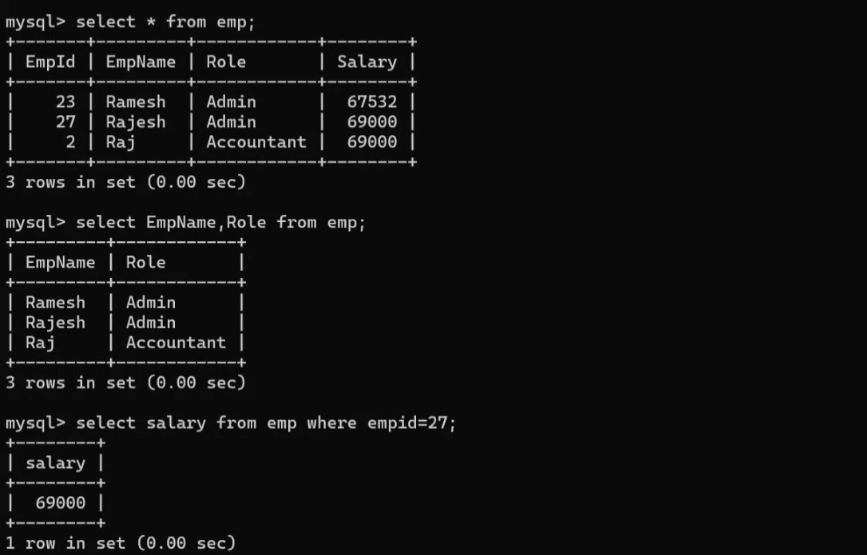 mysql> select * from emp;
+-------+---------+------------+--------+
| EmpId | EmpName | Role       | Salary |
+-------+---------+------------+--------+
|    23 | Ramesh  | Admin      |  67532 |
|    27 | Rajesh  | Admin      |  69000 |
|     2 | Raj     | Accountant |  69000 |
+-------+---------+------------+--------+
3 rows in set (0.00 sec)

mysql> select EmpName,Role from emp;
+---------+------------+
| EmpName | Role       |
+---------+------------+
| Ramesh  | Admin      |
| Rajesh  | Admin      |
| Raj     | Accountant |
+---------+------------+
3 rows in set (0.00 sec)

mysql> select salary from emp where empid=27;
+--------+
| salary |
+--------+
|  69000 |
+--------+
1 row in set (0.00 sec)